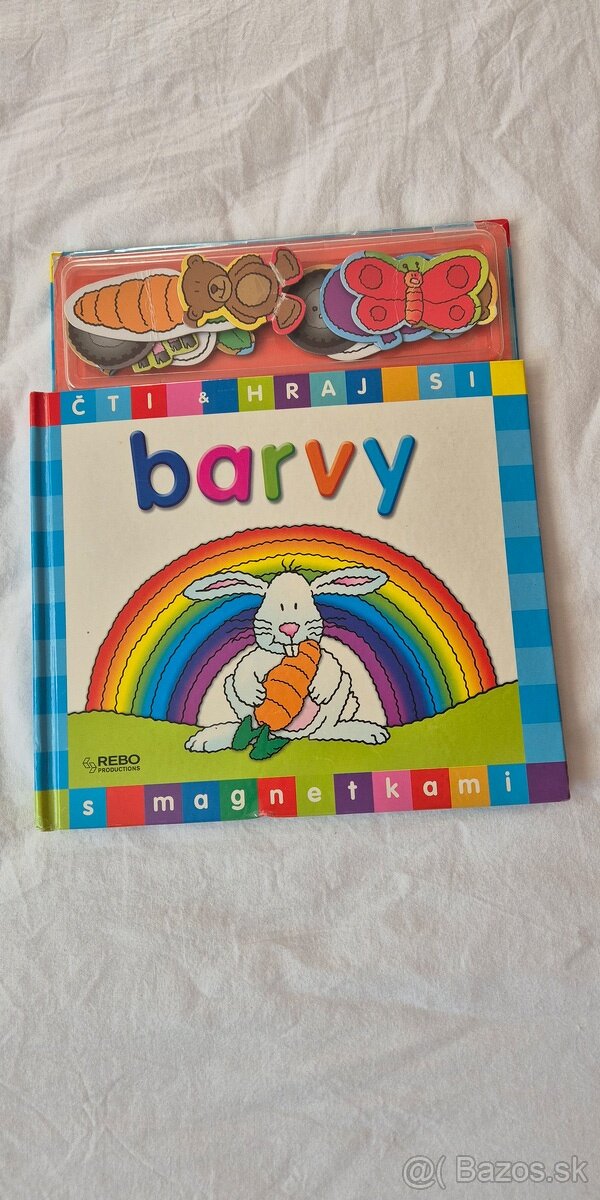 ČTI & HRAJ SI
barvy
REBO
PRODUCTIONS
s magnetkami
@( Bazos.sk